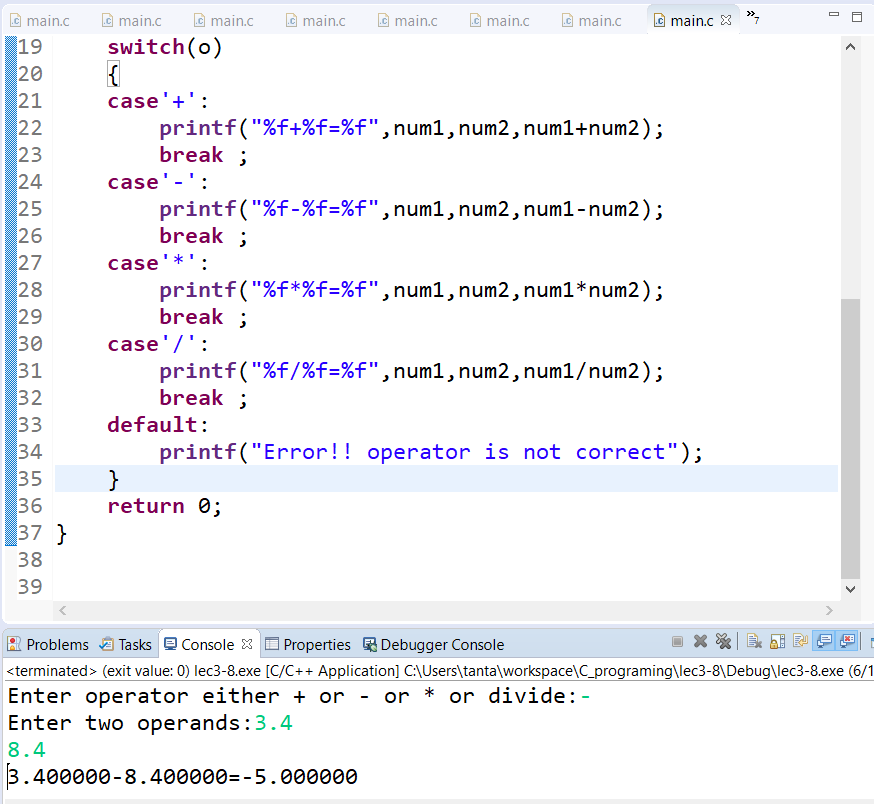 main.c main.c main.c main.c main.c main.c main.c main.c »7
19 switch(o)
20 {
21 case'+':
22 printf("%f+%f=%f",num1,num2,num1+num2);
23 break ;
24 case'-':
25 printf("%f-%f=%f",num1,num2,num1-num2);
26 break ;
27 case'*':
28 printf("%f*%f=%f",num1,num2,num1*num2);
29 break ;
30 case'/':
31 printf("%f/%f=%f",num1,num2,num1/num2);
32 break ;
33 default:
34 printf("Error!! operator is not correct");
35 }
36 return 0;
37 }
38
39
Problems Tasks Console Properties Debugger Console
<terminated> (exit value: 0) lec3-8.exe [C/C++ Application] C:\Users\tanta\workspace\C_programing\lec3-8\Debug\lec3-8.exe (6/1
Enter operator either + or - or * or divide:-
Enter two operands:3.4
8.4
3.400000-8.400000=-5.000000